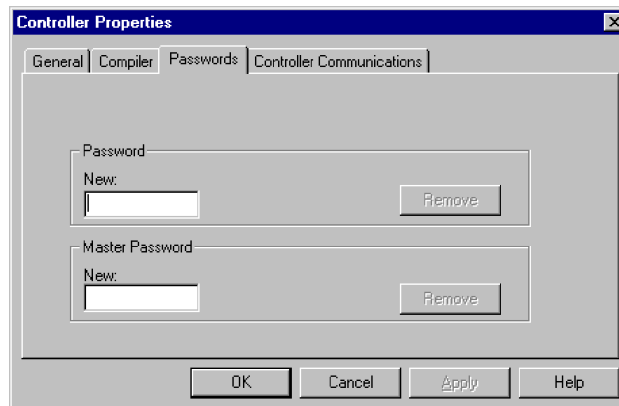 Controller Properties
General Compiler Passwords Controller Communications
Password
New:
Remove
Master Password
New:
Remove
OK Cancel Apply Help